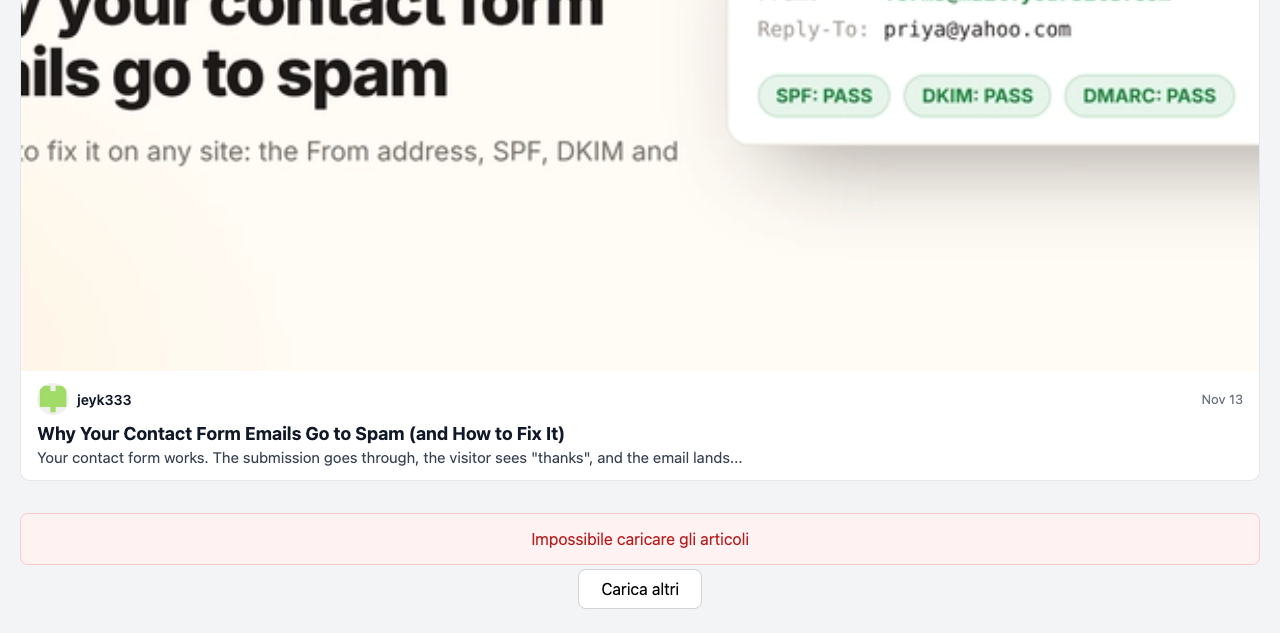 your contact form
Reply-To: priya@yahoo.com
ils go to spam
SPF: PASS DKIM: PASS DMARC: PASS
to fix it on any site: the From address, SPF, DKIM and
jeyk333
Nov 13
Why Your Contact Form Emails Go to Spam (and How to Fix It)
Your contact form works. The submission goes through, the visitor sees "thanks", and the email lands...
Impossibile caricare gli articoli
Carica altri